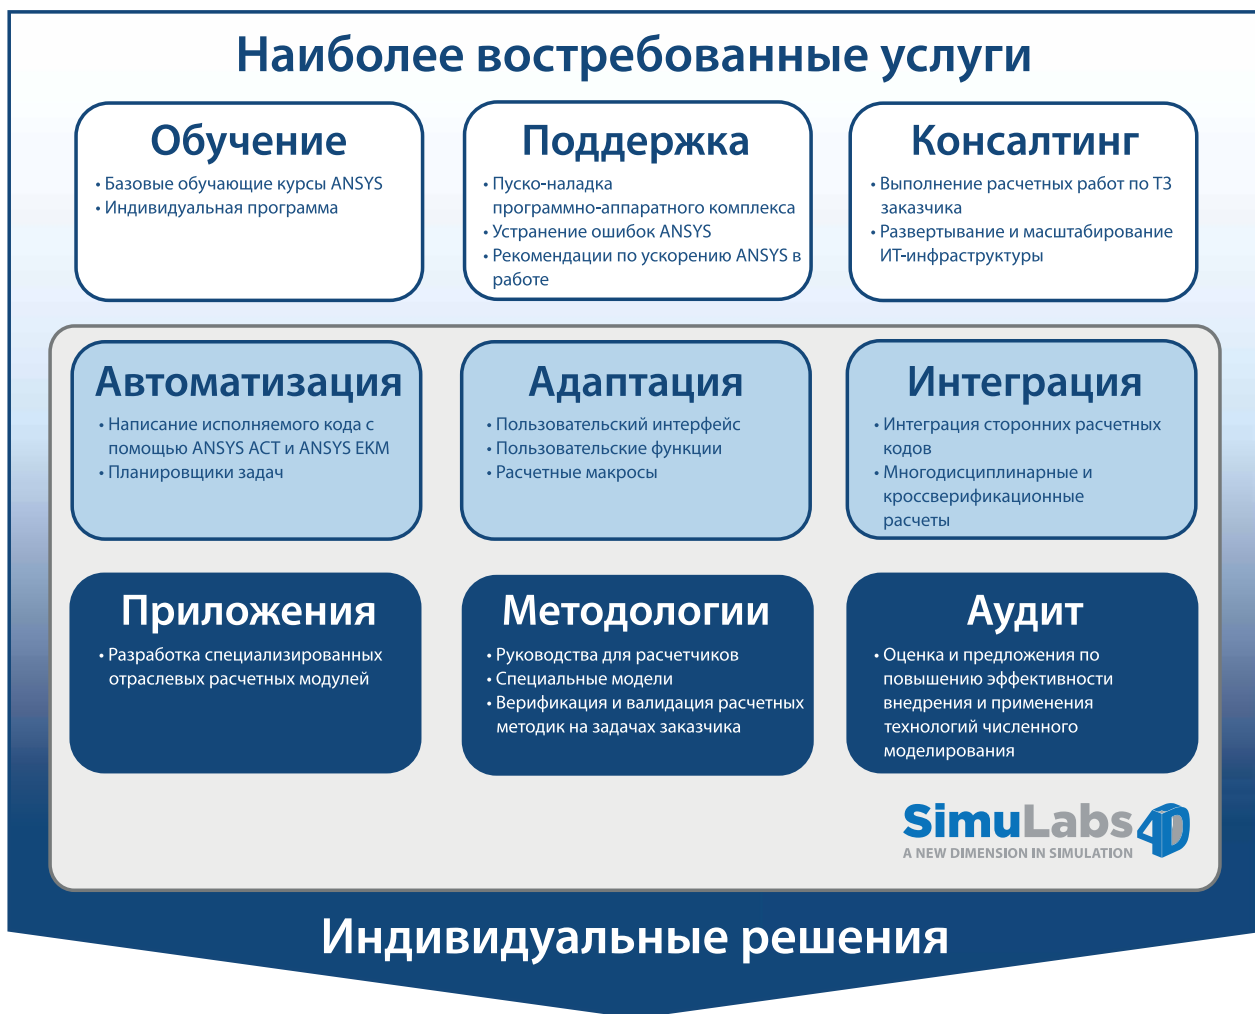 Наиболее востребованные услуги
Обучение
• Базовые обучающие курсы ANSYS
• Индивидуальная программа
Поддержка
• Пуско-наладка
программно-аппаратного комплекса
• Устранение ошибок ANSYS
• Рекомендации по ускорению ANSYS в
работе
Консалтинг
• Выполнение расчетных работ по ТЗ
заказчика
• Развертывание и масштабирование
ИТ-инфраструктуры
Автоматизация
• Написание исполняемого кода с
помощью ANSYS ACT и ANSYS EKM
• Планировщики задач
Адаптация
• Пользовательский интерфейс
• Пользовательские функции
• Расчетные макросы
Интеграция
• Интеграция сторонних расчетных
кодов
• Многодисциплинарные и
кроссверификационные
расчеты
Приложения
• Разработка специализированных
отраслевых расчетных модулей
Методологии
• Руководства для расчетчиков
• Специальные модели
• Верификация и валидация расчетных
методик на задачах заказчика
Аудит
• Оценка и предложения по
повышению эффективности
внедрения и применения
технологий численного
моделирования
SimuLabs 4D
A NEW DIMENSION IN SIMULATION
Индивидуальные решения